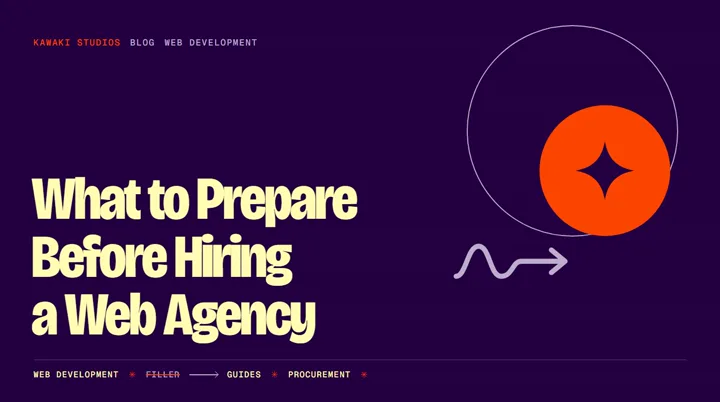 KAWAKI STUDIOS BLOG WEB DEVELOPMENT
What to Prepare
Before Hiring
a Web Agency
WEB DEVELOPMENT FILLER GUIDES PROCUREMENT